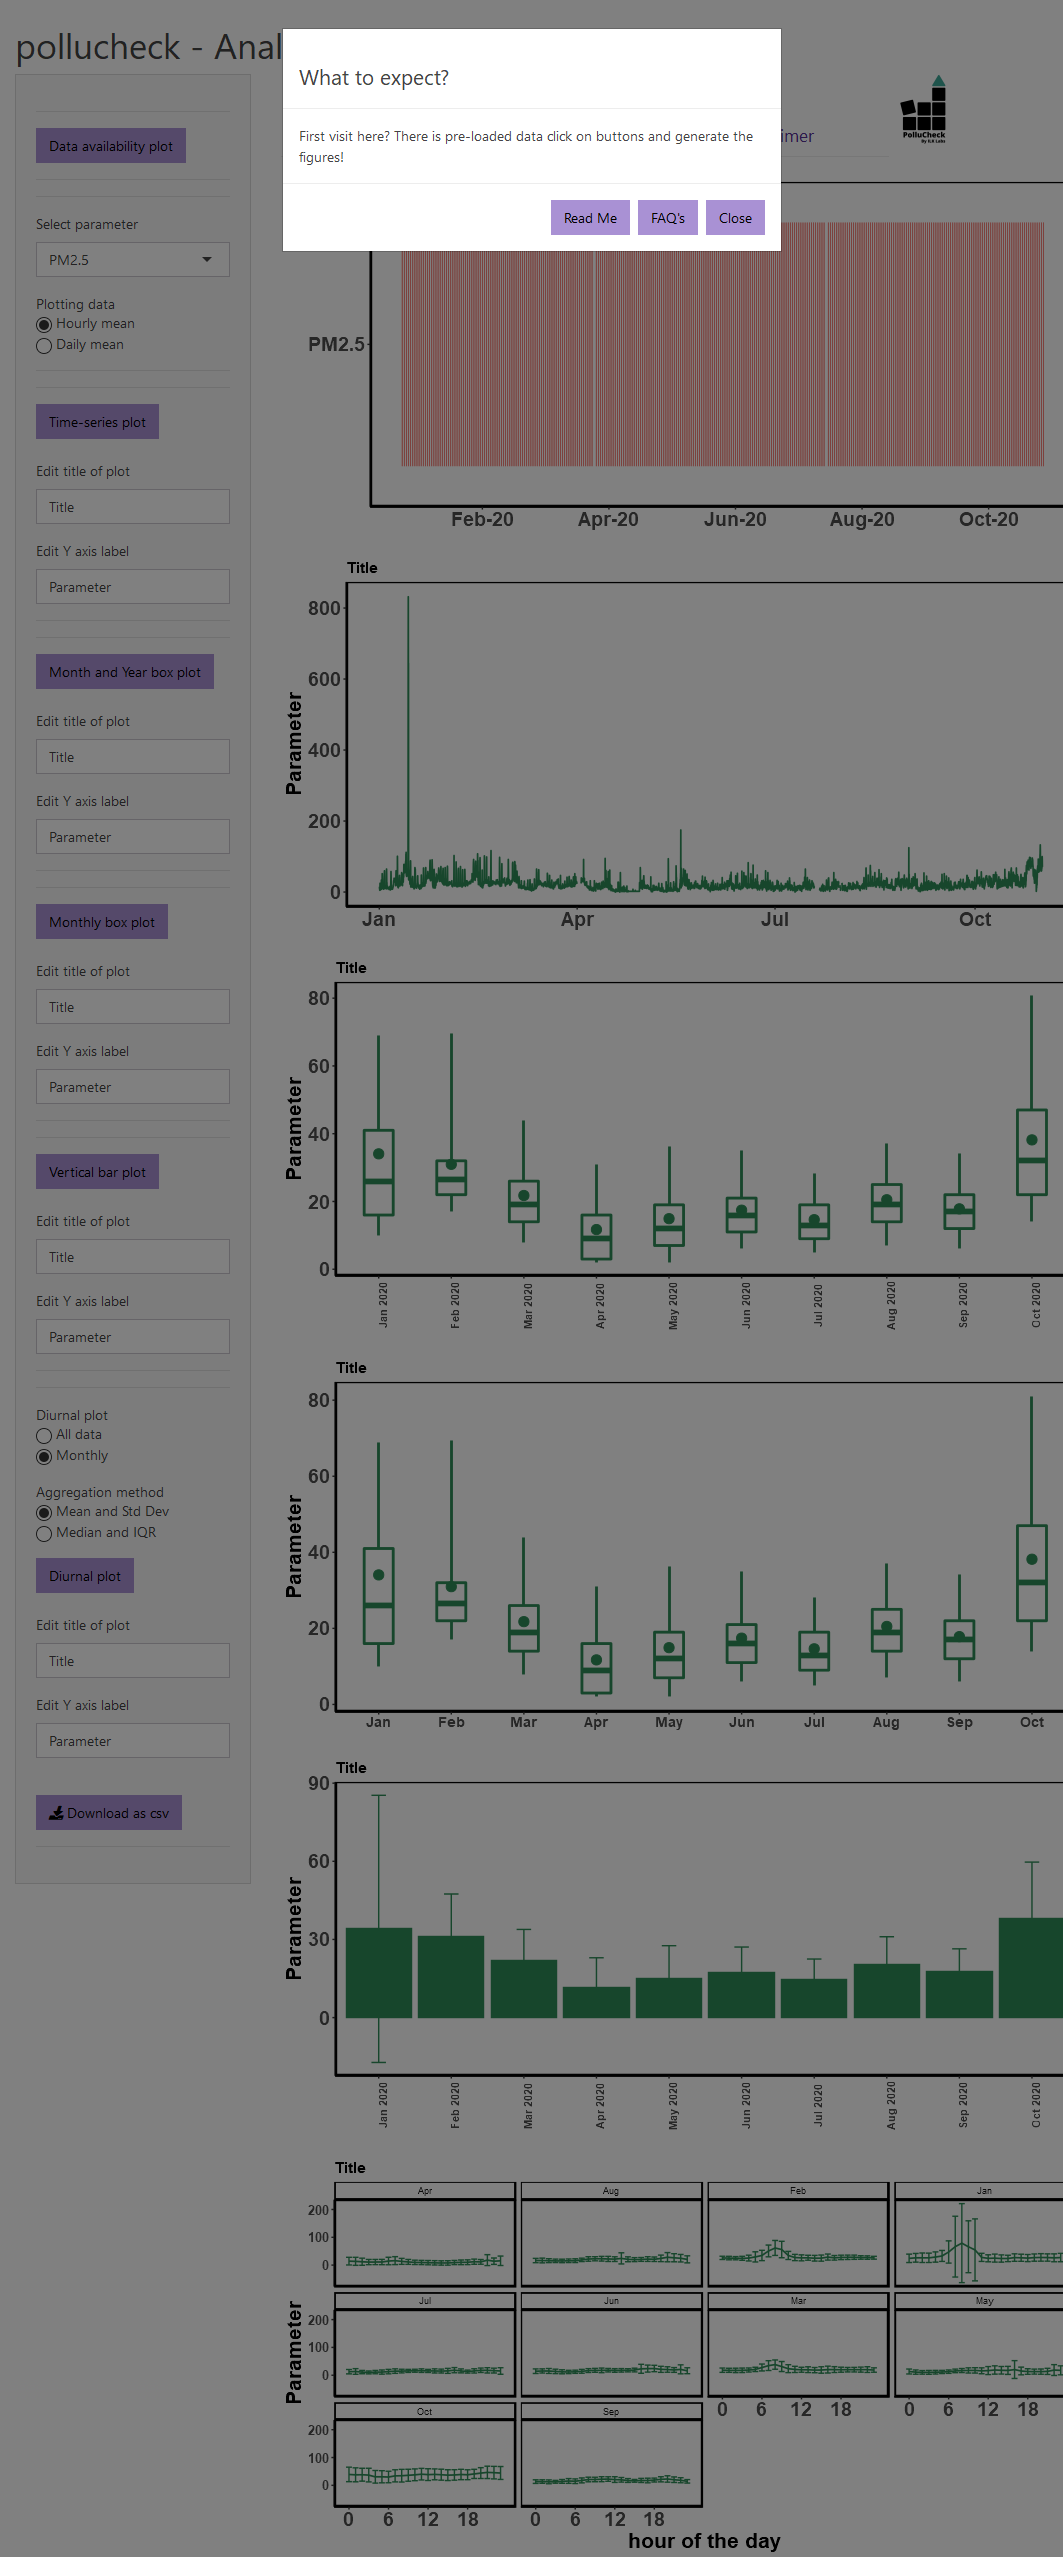 pollucheck - Anal
What to expect?
First visit here? There is pre-loaded data click on buttons and generate the
figures!
Read Me
FAQ's
Close
imer
PolluCheck
By ILK Labs
Data availability plot
Select parameter
PM2.5
Plotting data
Hourly mean
Daily mean
Time-series plot
Edit title of plot
Title
Edit Y axis label
Parameter
Month and Year box plot
Edit title of plot
Title
Edit Y axis label
Parameter
Monthly box plot
Edit title of plot
Title
Edit Y axis label
Parameter
Vertical bar plot
Edit title of plot
Title
Edit Y axis label
Parameter
Diurnal plot
All data
Monthly
Aggregation method
Mean and Std Dev
Median and IQR
Diurnal plot
Edit title of plot
Title
Edit Y axis label
Parameter
Download as csv
PM2.5
Feb-20 Apr-20 Jun-20 Aug-20 Oct-20
Title
Parameter
800
600
400
200
0
Jan Apr Jul Oct
Title
Parameter
80
60
40
20
0
Jan 2020 Feb 2020 Mar 2020 Apr 2020 May 2020 Jun 2020 Jul 2020 Aug 2020 Sep 2020 Oct 2020
Title
Parameter
80
60
40
20
0
Jan Feb Mar Apr May Jun Jul Aug Sep Oct
Title
Parameter
90
60
30
0
Jan 2020 Feb 2020 Mar 2020 Apr 2020 May 2020 Jun 2020 Jul 2020 Aug 2020 Sep 2020 Oct 2020
Title
Parameter
Apr Aug Feb Jan
200
100
0
Jul Jun Mar May
200
100
0
0 6 12 18 0 6 12 18
Oct Sep
200
100
0
0 6 12 18 0 6 12 18
hour of the day